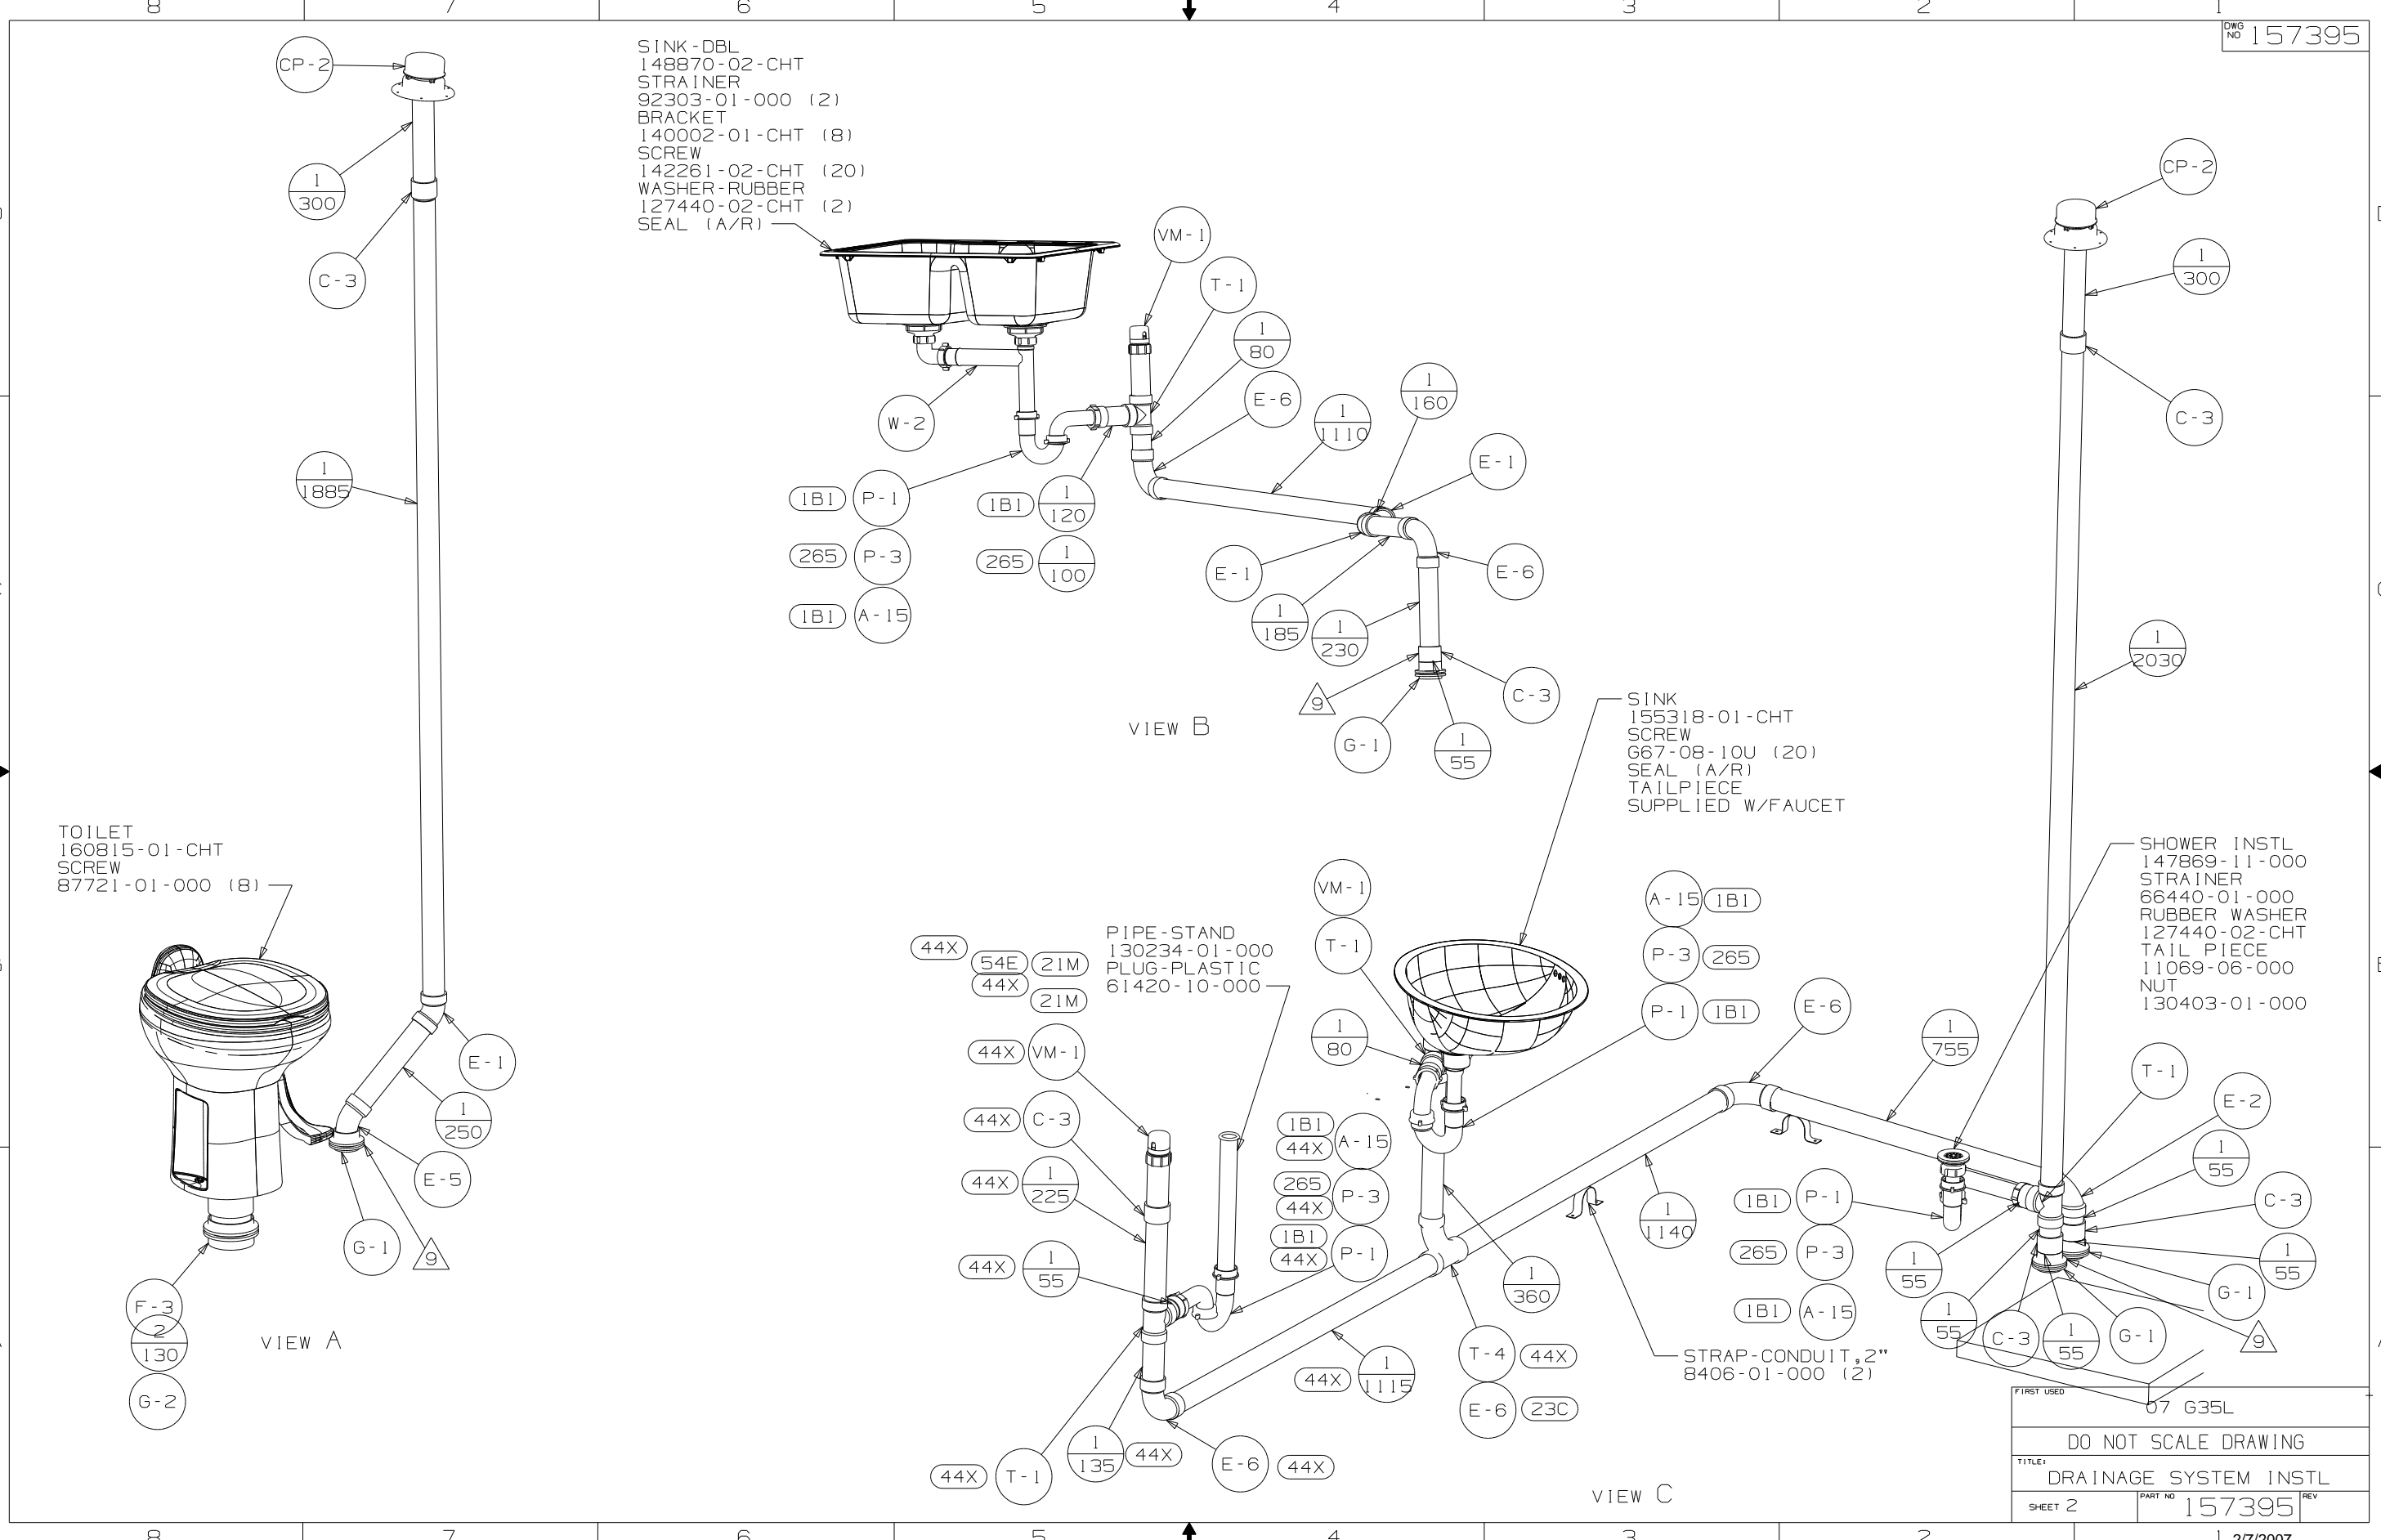 8 7 6 5 4 3 2 1
DWG NO 157395
CP-2
1
300
C-3
1
1885
TOILET
160815-01-CHT
SCREW
87721-01-000 (8)
E-1
1
250
E-5
G-1
9
F-3
2
130
G-2
VIEW A
SINK-DBL
148870-02-CHT
STRAINER
92303-01-000 (2)
BRACKET
140002-01-CHT (8)
SCREW
142261-02-CHT (20)
WASHER-RUBBER
127440-02-CHT (2)
SEAL (A/R)
VM-1
T-1
1
80
E-6
1
160
1
1110
E-1
W-2
1B1 P-1
265 P-3
1B1 A-15
1B1 1
120
265 1
100
E-1
E-6
1
185
1
230
9
C-3
G-1
1
55
VIEW B
SINK
155318-01-CHT
SCREW
G67-08-10U (20)
SEAL (A/R)
TAILPIECE
SUPPLIED W/FAUCET
CP-2
1
300
C-3
1
2030
SHOWER INSTL
147869-11-000
STRAINER
66440-01-000
RUBBER WASHER
127440-02-CHT
TAIL PIECE
11069-06-000
NUT
130403-01-000
PIPE-STAND
130234-01-000
PLUG-PLASTIC
61420-10-000
44X
54E 21M
44X
21M
44X VM-1
44X C-3
44X 1
225
44X 1
55
VM-1
T-1
1
80
A-15 1B1
P-3 265
P-1 1B1
1B1
44X A-15
265
44X P-3
1B1
44X P-1
E-6
1
755
T-1
E-2
1
55
C-3
1
55
G-1
9
1B1 P-1
265 P-3
1B1 A-15
1
55
1
55
C-3
1
55
G-1
1
1140
1
360
T-4 44X
E-6 23C
44X 1
1115
STRAP-CONDUIT,2"
8406-01-000 (2)
44X T-1
1
135 44X
E-6 44X
VIEW C
FIRST USED
07 G35L
DO NOT SCALE DRAWING
TITLE:
DRAINAGE SYSTEM INSTL
SHEET 2 PART NO 157395 REV
8 7 6 5 4 3 2 1
2/7/2007